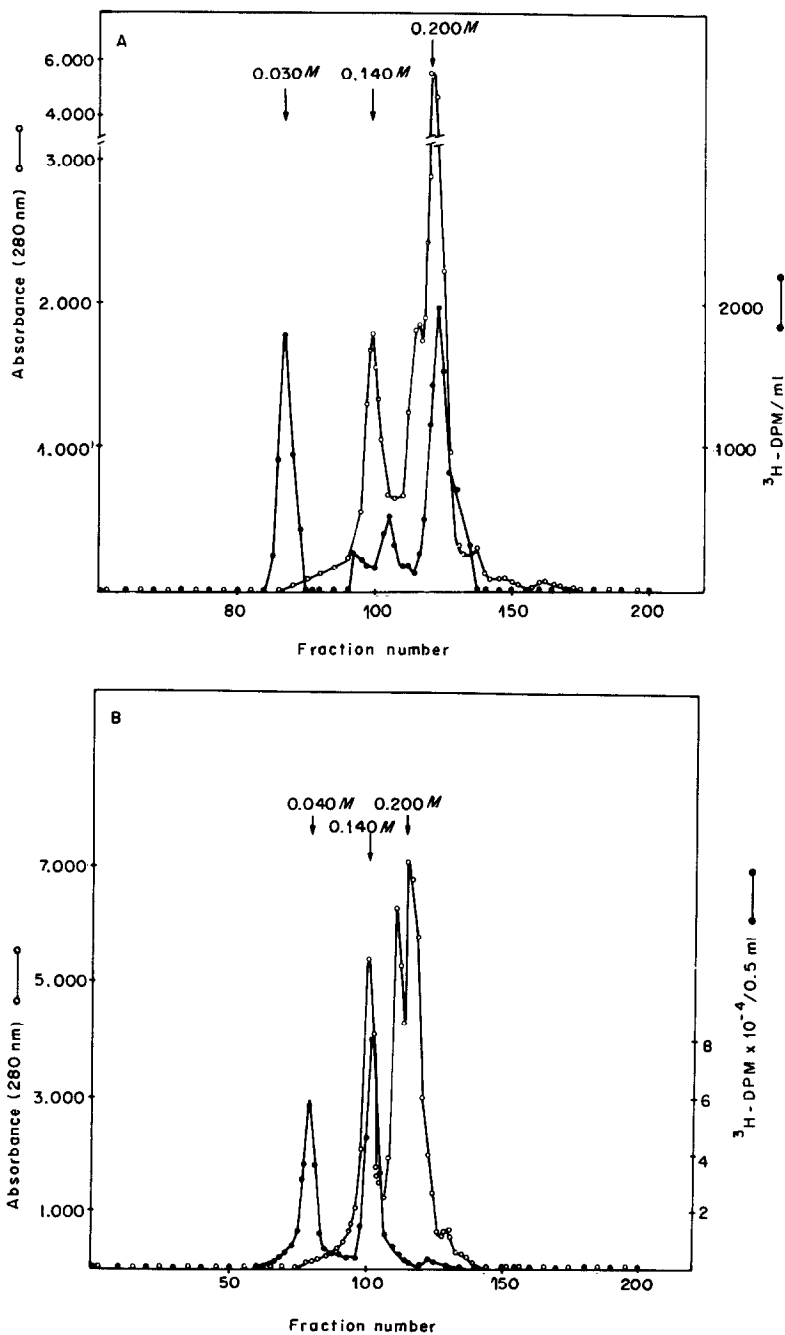 A
0.200M
6.000
0.030M
0.140M
4.000
3.000
2.000
2000
1.000
1000
Absorbance (280 nm)
³H-DPM/ml
80
100
150
200
Fraction number
B
0.040M
0.200M
0.140M
7.000
5.000
8
3.000
6
4
1.000
2
Absorbance (280 nm)
³H-DPM x 10⁻⁴/0.5 ml
50
100
150
200
Fraction number